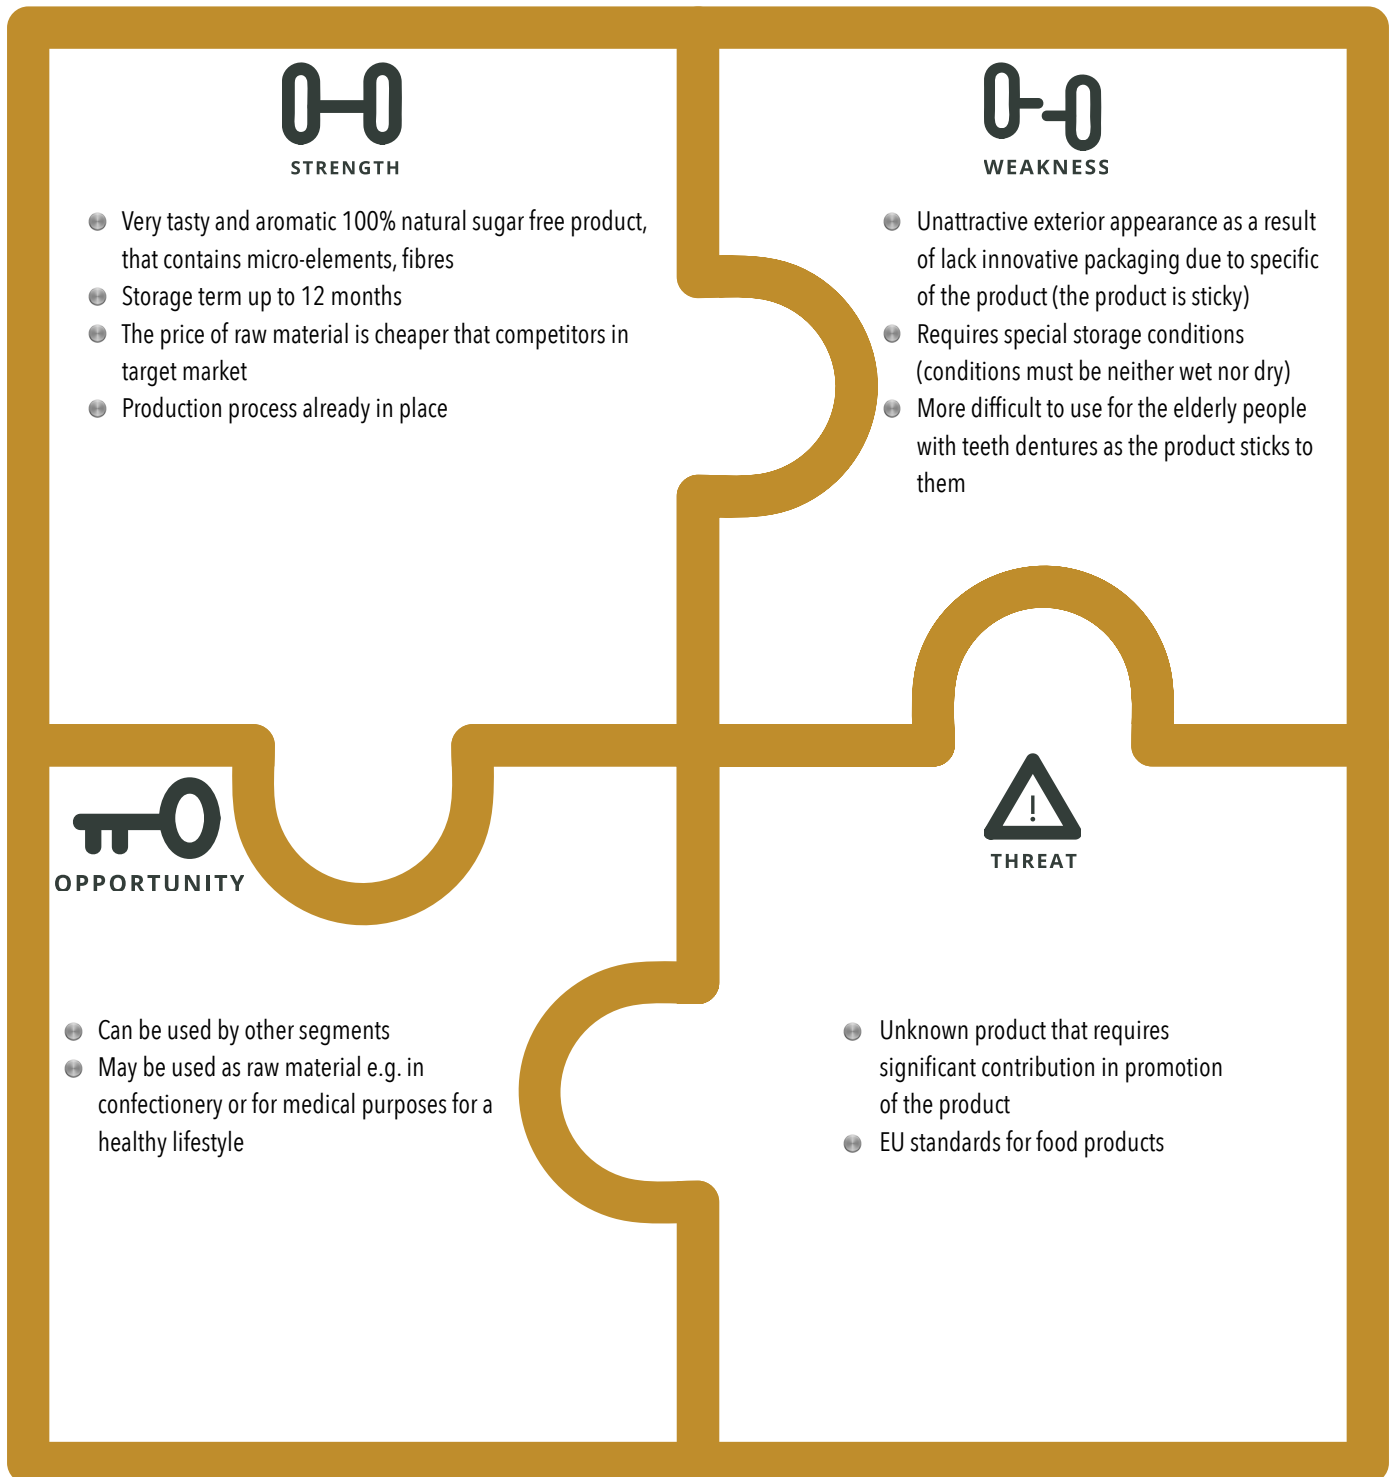 STRENGTH
Very tasty and aromatic 100% natural sugar free product,
that contains micro-elements, fibres
Storage term up to 12 months
The price of raw material is cheaper that competitors in
target market
Production process already in place
WEAKNESS
Unattractive exterior appearance as a result
of lack innovative packaging due to specific
of the product (the product is sticky)
Requires special storage conditions
(conditions must be neither wet nor dry)
More difficult to use for the elderly people
with teeth dentures as the product sticks to
them
OPPORTUNITY
Can be used by other segments
May be used as raw material e.g. in
confectionery or for medical purposes for a
healthy lifestyle
!
THREAT
Unknown product that requires
significant contribution in promotion
of the product
EU standards for food products